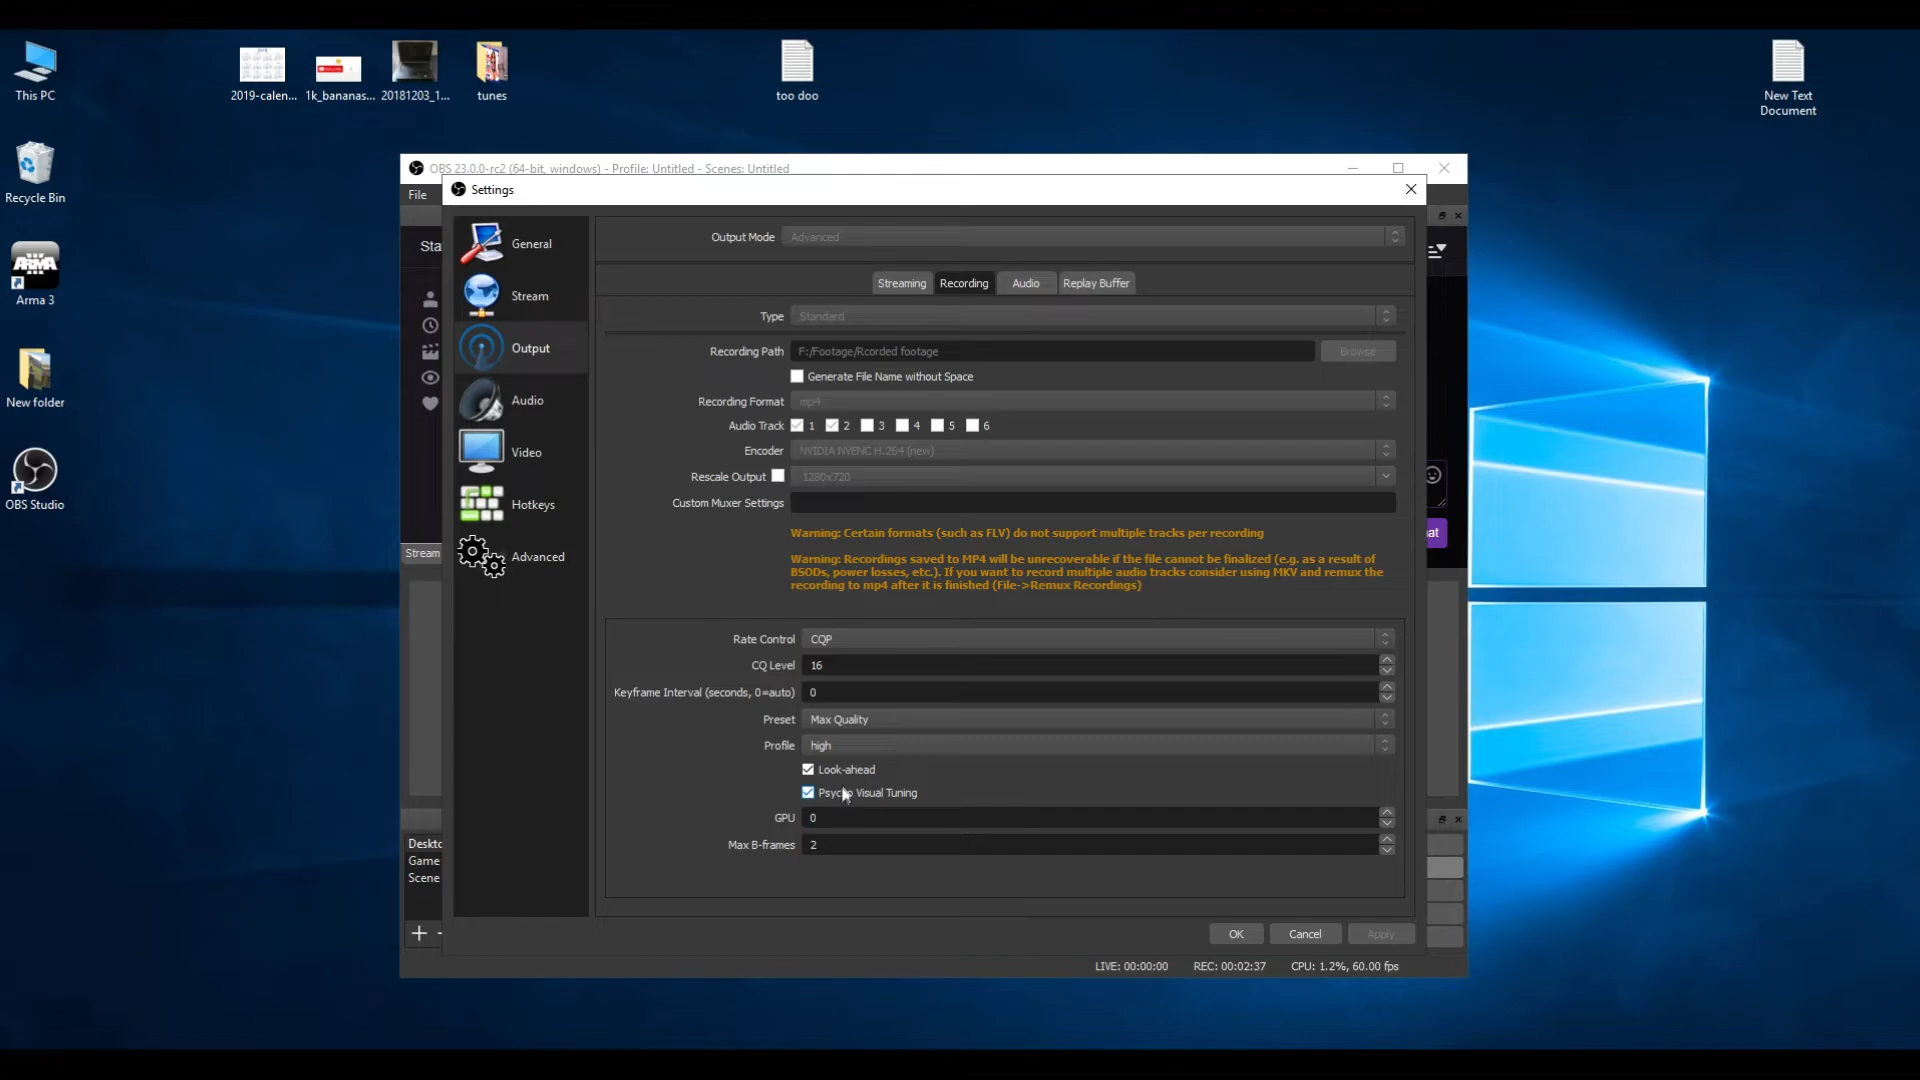 This PC
2019-calen...
1k_bananas...
20181203_1...
tunes
too doo
New Text
Document
Recycle Bin
ARMA
Arma 3
New folder
OBS Studio
OBS 23.0.0-rc2 (64-bit, windows) - Profile: Untitled - Scenes: Untitled
File
Settings
Sta
General
Stream
Output
Audio
Video
Hotkeys
Advanced
Output Mode Advanced
Streaming Recording Audio Replay Buffer
Type Standard
Recording Path F:/Footage/Rcorded footage Browse
Generate File Name without Space
Recording Format mp4
Audio Track 1 2 3 4 5 6
Encoder NVIDIA NVENC H.264 (new)
Rescale Output 1280x720
Custom Muxer Settings
Warning: Certain formats (such as FLV) do not support multiple tracks per recording
Warning: Recordings saved to MP4 will be unrecoverable if the file cannot be finalized (e.g. as a result of
BSODs, power losses, etc.). If you want to record multiple audio tracks consider using MKV and remux the
recording to mp4 after it is finished (File->Remux Recordings)
Rate Control CQP
CQ Level 16
Keyframe Interval (seconds, 0=auto) 0
Preset Max Quality
Profile high
Look-ahead
Psycho Visual Tuning
GPU 0
Max B-frames 2
OK Cancel Apply
Stream
at
Deskto
Game
Scene
LIVE: 00:00:00 REC: 00:02:37 CPU: 1.2%, 60.00 fps